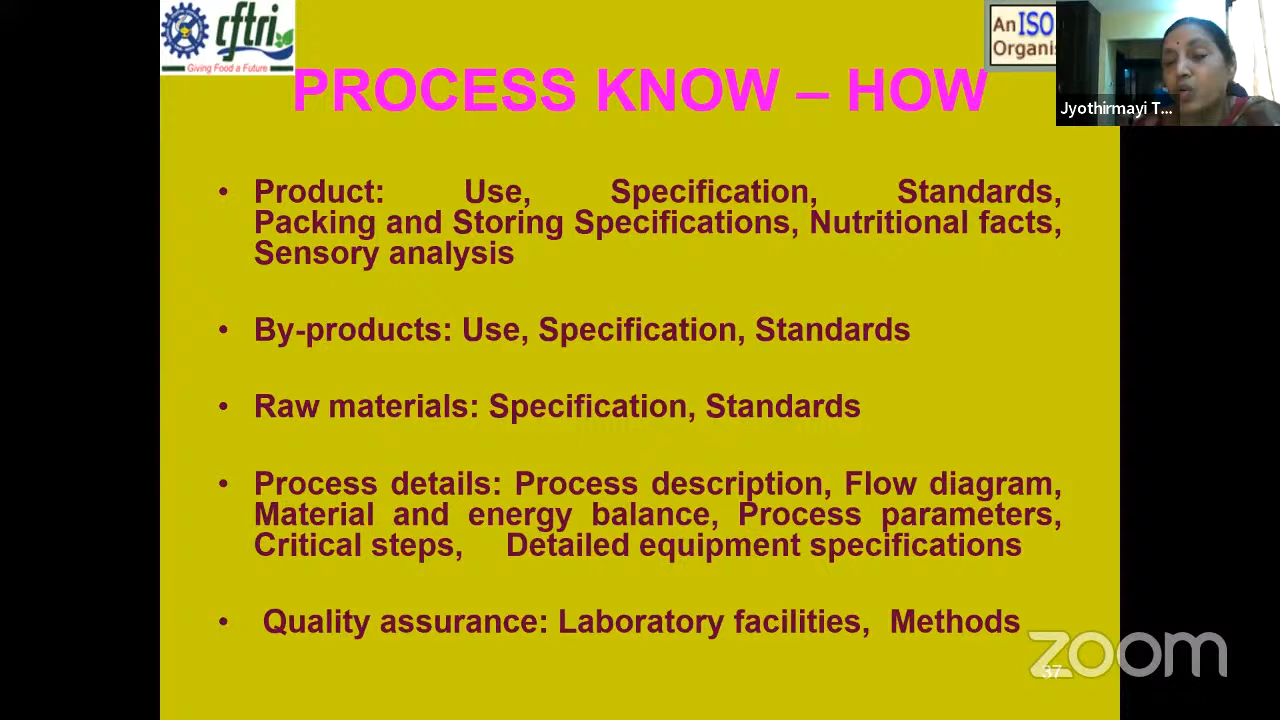 cftri
Giving Food a Future
An ISO
Organis
PROCESS KNOW – HOW
Jyothirmayi T...
• Product: Use, Specification, Standards,
Packing and Storing Specifications, Nutritional facts,
Sensory analysis
• By-products: Use, Specification, Standards
• Raw materials: Specification, Standards
• Process details: Process description, Flow diagram,
Material and energy balance, Process parameters,
Critical steps, Detailed equipment specifications
• Quality assurance: Laboratory facilities, Methods
zoom
37